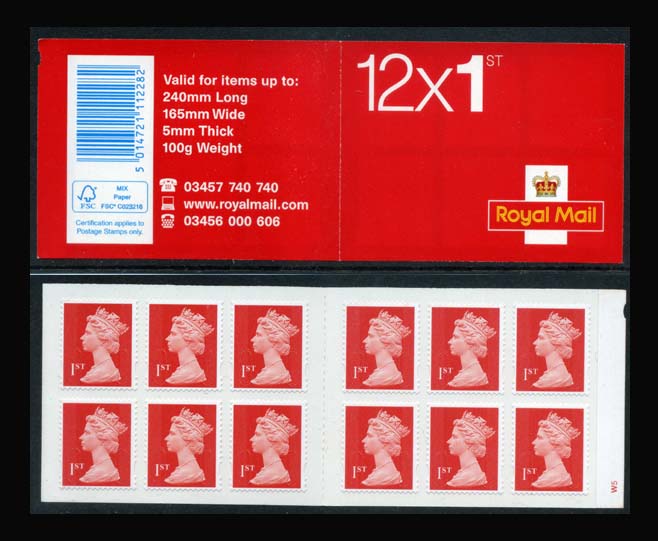 5 014721 112282
MIX
Paper
FSC
FSC® C023216
Certification applies to
Postage Stamps only.
Valid for items up to:
240mm Long
165mm Wide
5mm Thick
100g Weight
03457 740 740
www.royalmail.com
03456 000 606
12x1ST
Royal Mail
1ST 1ST 1ST 1ST 1ST 1ST
1ST 1ST 1ST 1ST 1ST 1ST
W5